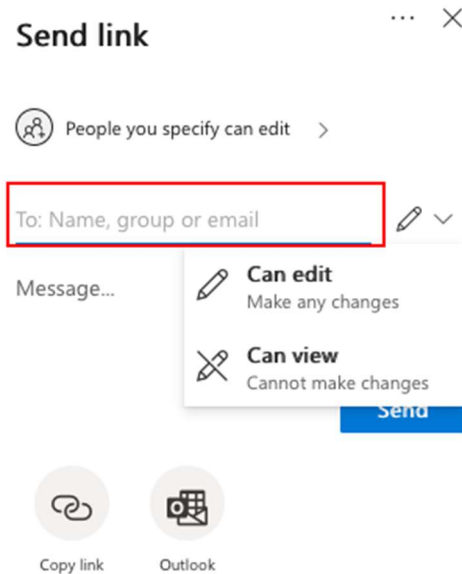 Send link
People you specify can edit
To: Name, group or email
Message...
Can edit
Make any changes
Can view
Cannot make changes
Send
Copy link
Outlook